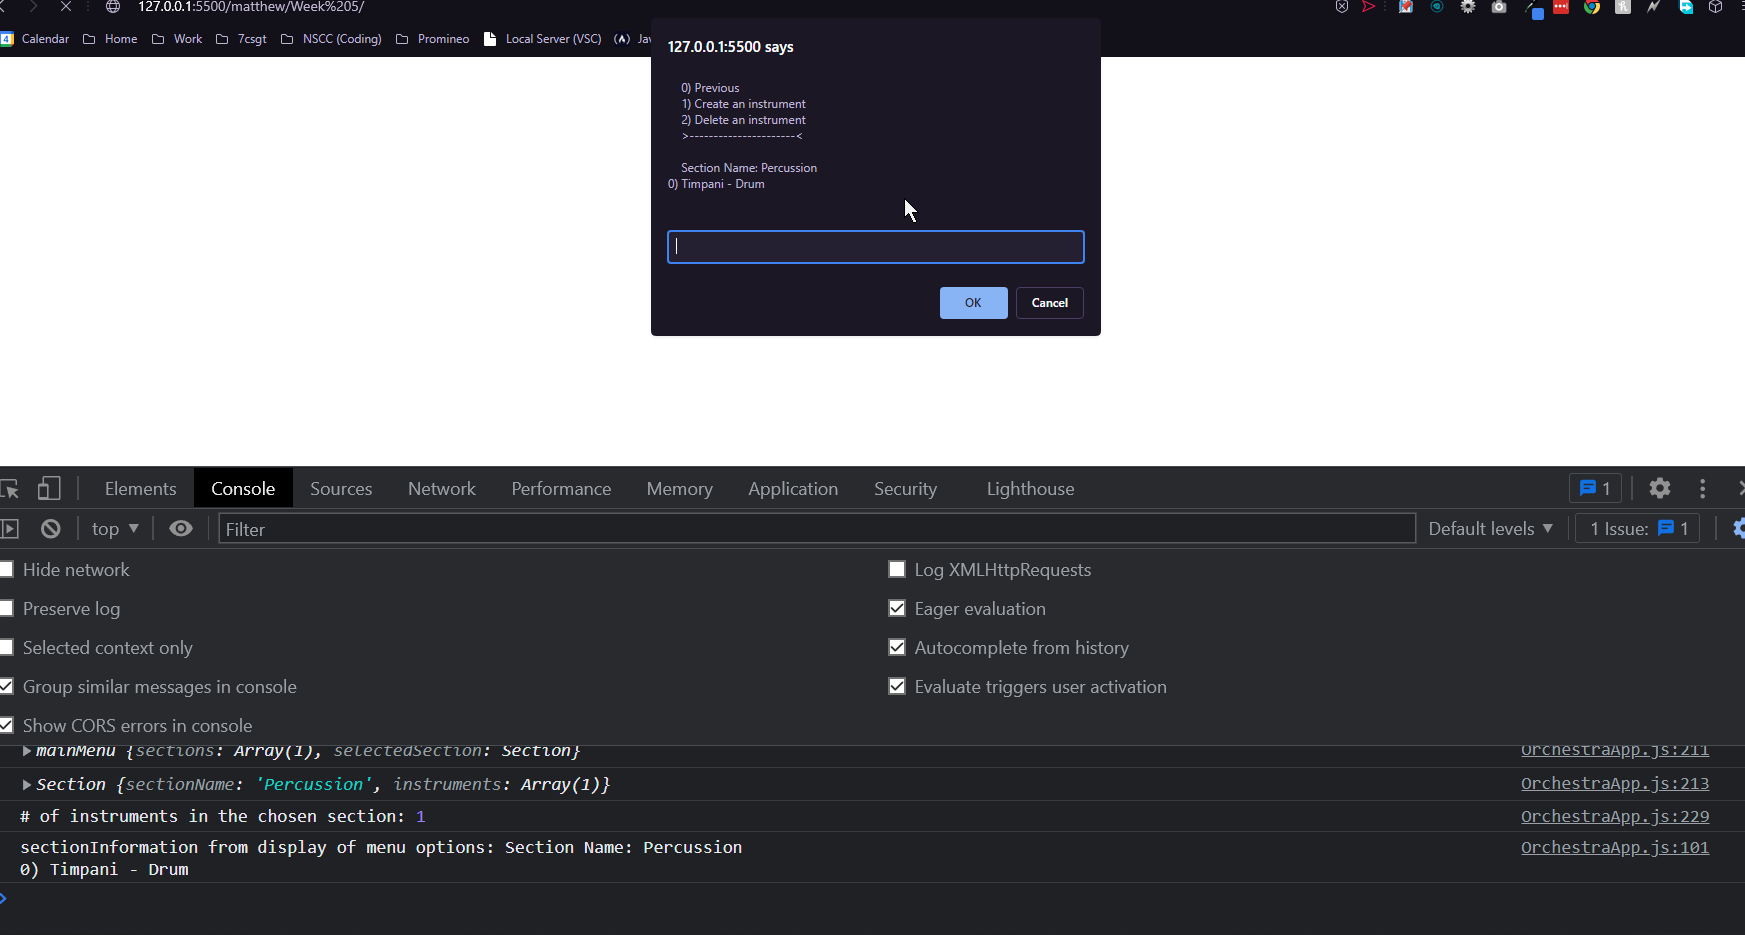 127.0.0.1:5500/matthew/Week%205/
4 Calendar Home Work 7csgt NSCC (Coding) Promineo Local Server (VSC)
127.0.0.1:5500 says
0) Previous
1) Create an instrument
2) Delete an instrument
>----------------------<
Section Name: Percussion
0) Timpani - Drum
OK Cancel
Elements Console Sources Network Performance Memory Application Security Lighthouse 1
top Filter Default levels 1 Issue: 1
Hide network Log XMLHttpRequests
Preserve log Eager evaluation
Selected context only Autocomplete from history
Group similar messages in console Evaluate triggers user activation
Show CORS errors in console
mainMenu {sections: Array(1), selectedSection: Section} OrchestraApp.js:211
Section {sectionName: 'Percussion', instruments: Array(1)} OrchestraApp.js:213
# of instruments in the chosen section: 1 OrchestraApp.js:229
sectionInformation from display of menu options: Section Name: Percussion OrchestraApp.js:101
0) Timpani - Drum